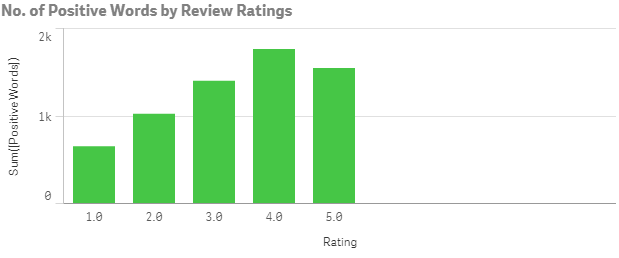 No. of Positive Words by Review Ratings
Sum([Positive Words])
2k
1k
0
1.0 2.0 3.0 4.0 5.0
Rating